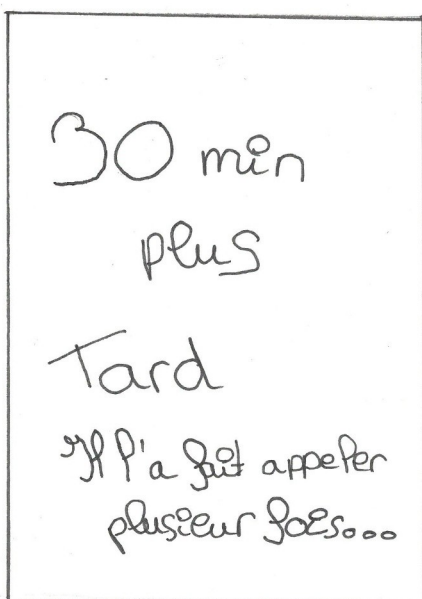 30 min
plus
Tard
Il l'a fait appeler
plusieur fois...